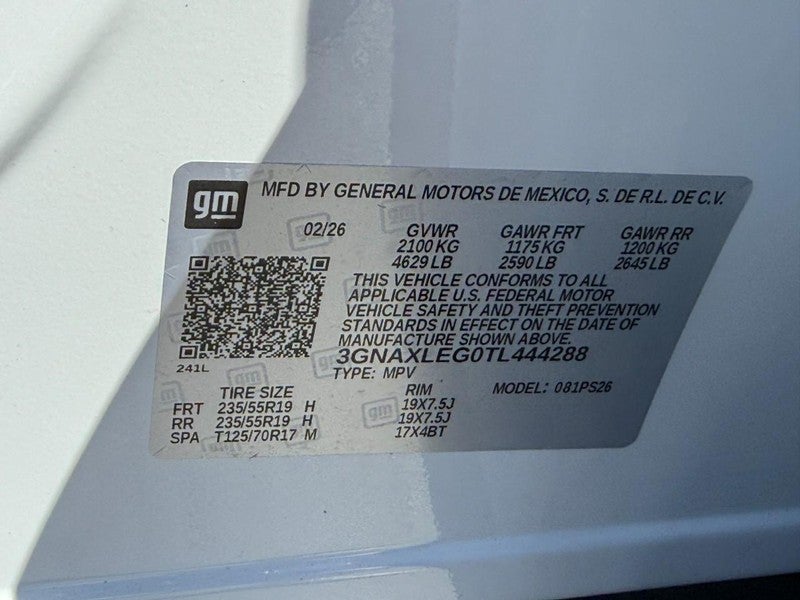 gm MFD BY GENERAL MOTORS DE MEXICO, S. DE R.L. DE C.V.
02/26 GVWR GAWR FRT GAWR RR
2100 KG 1175 KG 1200 KG
4629 LB 2590 LB 2645 LB
THIS VEHICLE CONFORMS TO ALL
APPLICABLE U.S. FEDERAL MOTOR
VEHICLE SAFETY AND THEFT PREVENTION
STANDARDS IN EFFECT ON THE DATE OF
MANUFACTURE SHOWN ABOVE.
3GNAXLEG0TL444288
241L
TYPE: MPV MODEL: 081PS26
TIRE SIZE RIM
FRT 235/55R19 H 19X7.5J
RR 235/55R19 H 19X7.5J
SPA T125/70R17 M 17X4BT